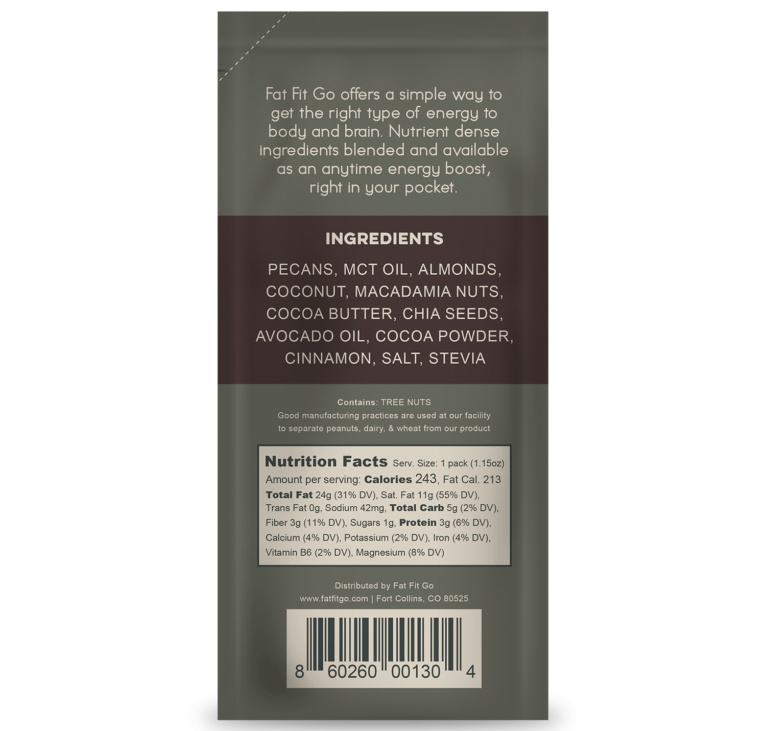 Fat Fit Go offers a simple way to
get the right type of energy to
body and brain. Nutrient dense
ingredients blended and available
as an anytime energy boost,
right in your pocket.
INGREDIENTS
PECANS, MCT OIL, ALMONDS,
COCONUT, MACADAMIA NUTS,
COCOA BUTTER, CHIA SEEDS,
AVOCADO OIL, COCOA POWDER,
CINNAMON, SALT, STEVIA
Contains: TREE NUTS
Good manufacturing practices are used at our facility
to separate peanuts, dairy, & wheat from our product
Nutrition Facts Serv. Size: 1 pack (1.15oz)
Amount per serving: Calories 243, Fat Cal. 213
Total Fat 24g (31% DV), Sat. Fat 11g (55% DV),
Trans Fat 0g, Sodium 42mg, Total Carb 5g (2% DV),
Fiber 3g (11% DV), Sugars 1g, Protein 3g (6% DV),
Calcium (4% DV), Potassium (2% DV), Iron (4% DV),
Vitamin B6 (2% DV), Magnesium (8% DV)
Distributed by Fat Fit Go
www.fatfitgo.com | Fort Collins, CO 80525
8 60260 00130 4